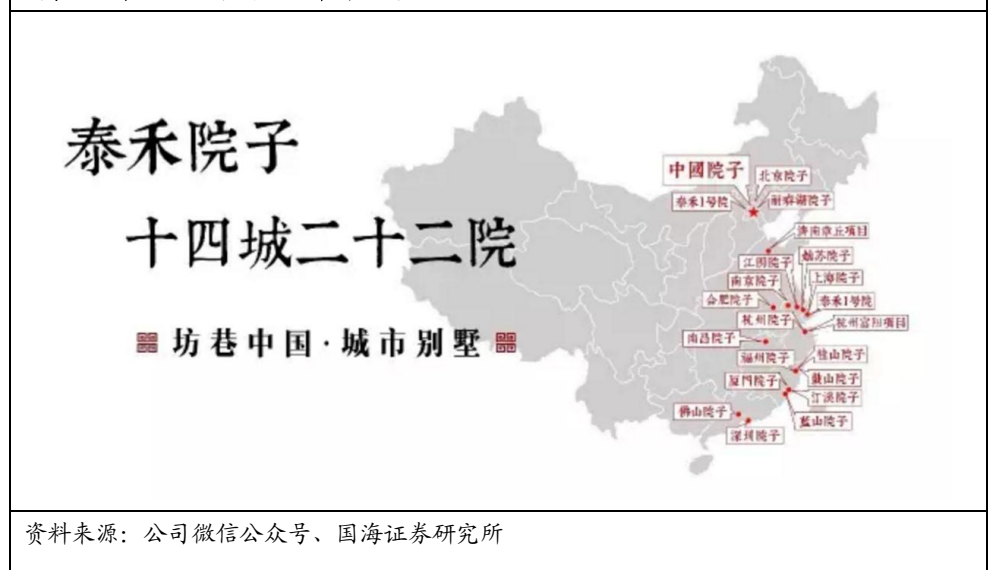 泰禾院子
十四城二十二院
坊巷中国·城市别墅
中國院子
北京院子
泰禾1号院
丽春湖院子
济南章丘项目
江阴院子
姑苏院子
南京院子
上海院子
合肥院子
泰禾1号院
杭州院子
杭州富阳项目
南昌院子
福州院子
桂山院子
厦门院子
鼓山院子
汀溪院子
佛山院子
藍山院子
深圳院子
资料来源：公司微信公众号、国海证券研究所